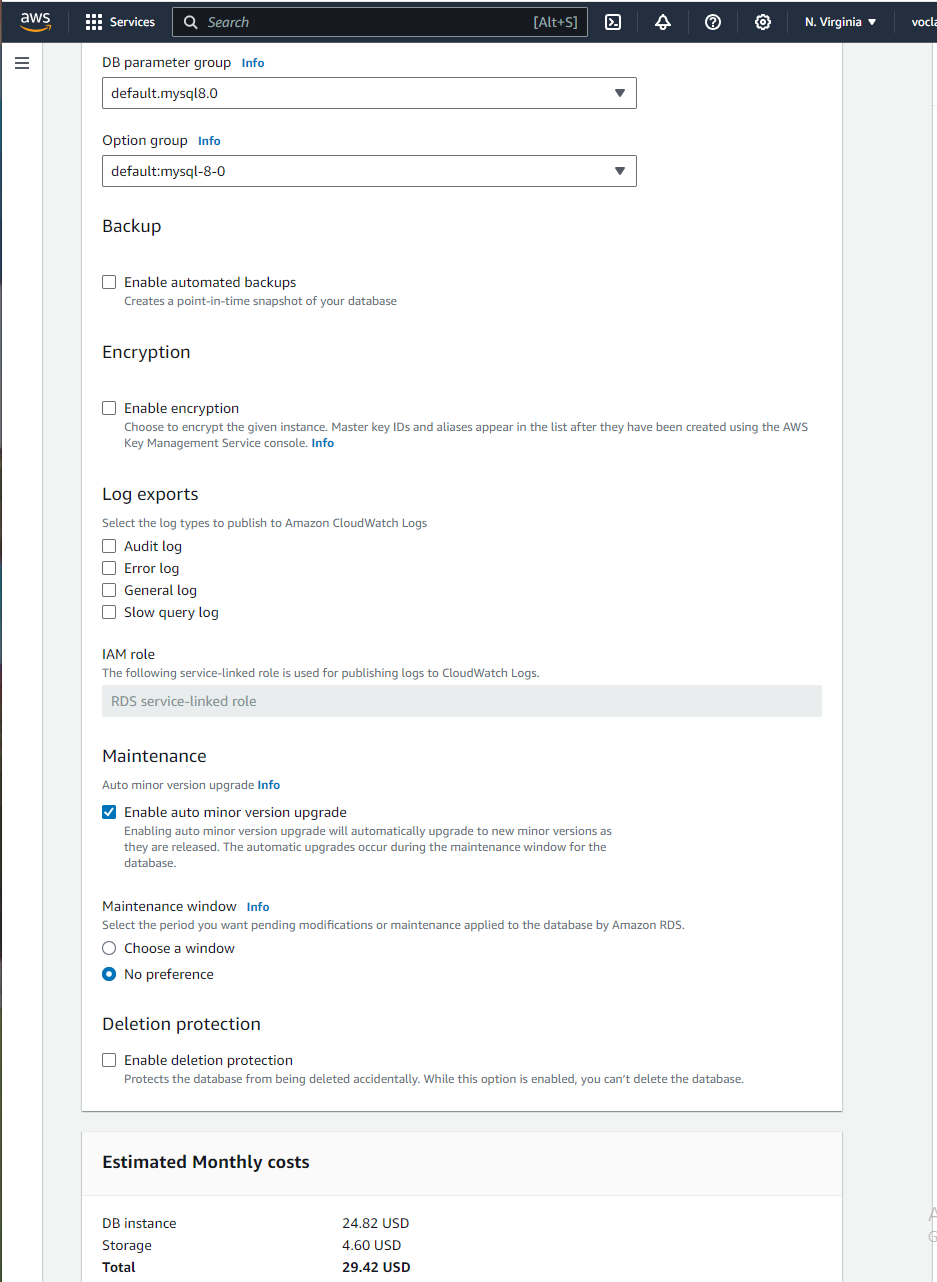 aws
Services
Search
[Alt+S]
N. Virginia
DB parameter group Info
default.mysql8.0
Option group Info
default:mysql-8-0
Backup
Enable automated backups
Creates a point-in-time snapshot of your database
Encryption
Enable encryption
Choose to encrypt the given instance. Master key IDs and aliases appear in the list after they have been created using the AWS
Key Management Service console. Info
Log exports
Select the log types to publish to Amazon CloudWatch Logs
Audit log
Error log
General log
Slow query log
IAM role
The following service-linked role is used for publishing logs to CloudWatch Logs.
RDS service-linked role
Maintenance
Auto minor version upgrade Info
Enable auto minor version upgrade
Enabling auto minor version upgrade will automatically upgrade to new minor versions as
they are released. The automatic upgrades occur during the maintenance window for the
database.
Maintenance window Info
Select the period you want pending modifications or maintenance applied to the database by Amazon RDS.
Choose a window
No preference
Deletion protection
Enable deletion protection
Protects the database from being deleted accidentally. While this option is enabled, you can't delete the database.
Estimated Monthly costs
DB instance 24.82 USD
Storage 4.60 USD
Total 29.42 USD